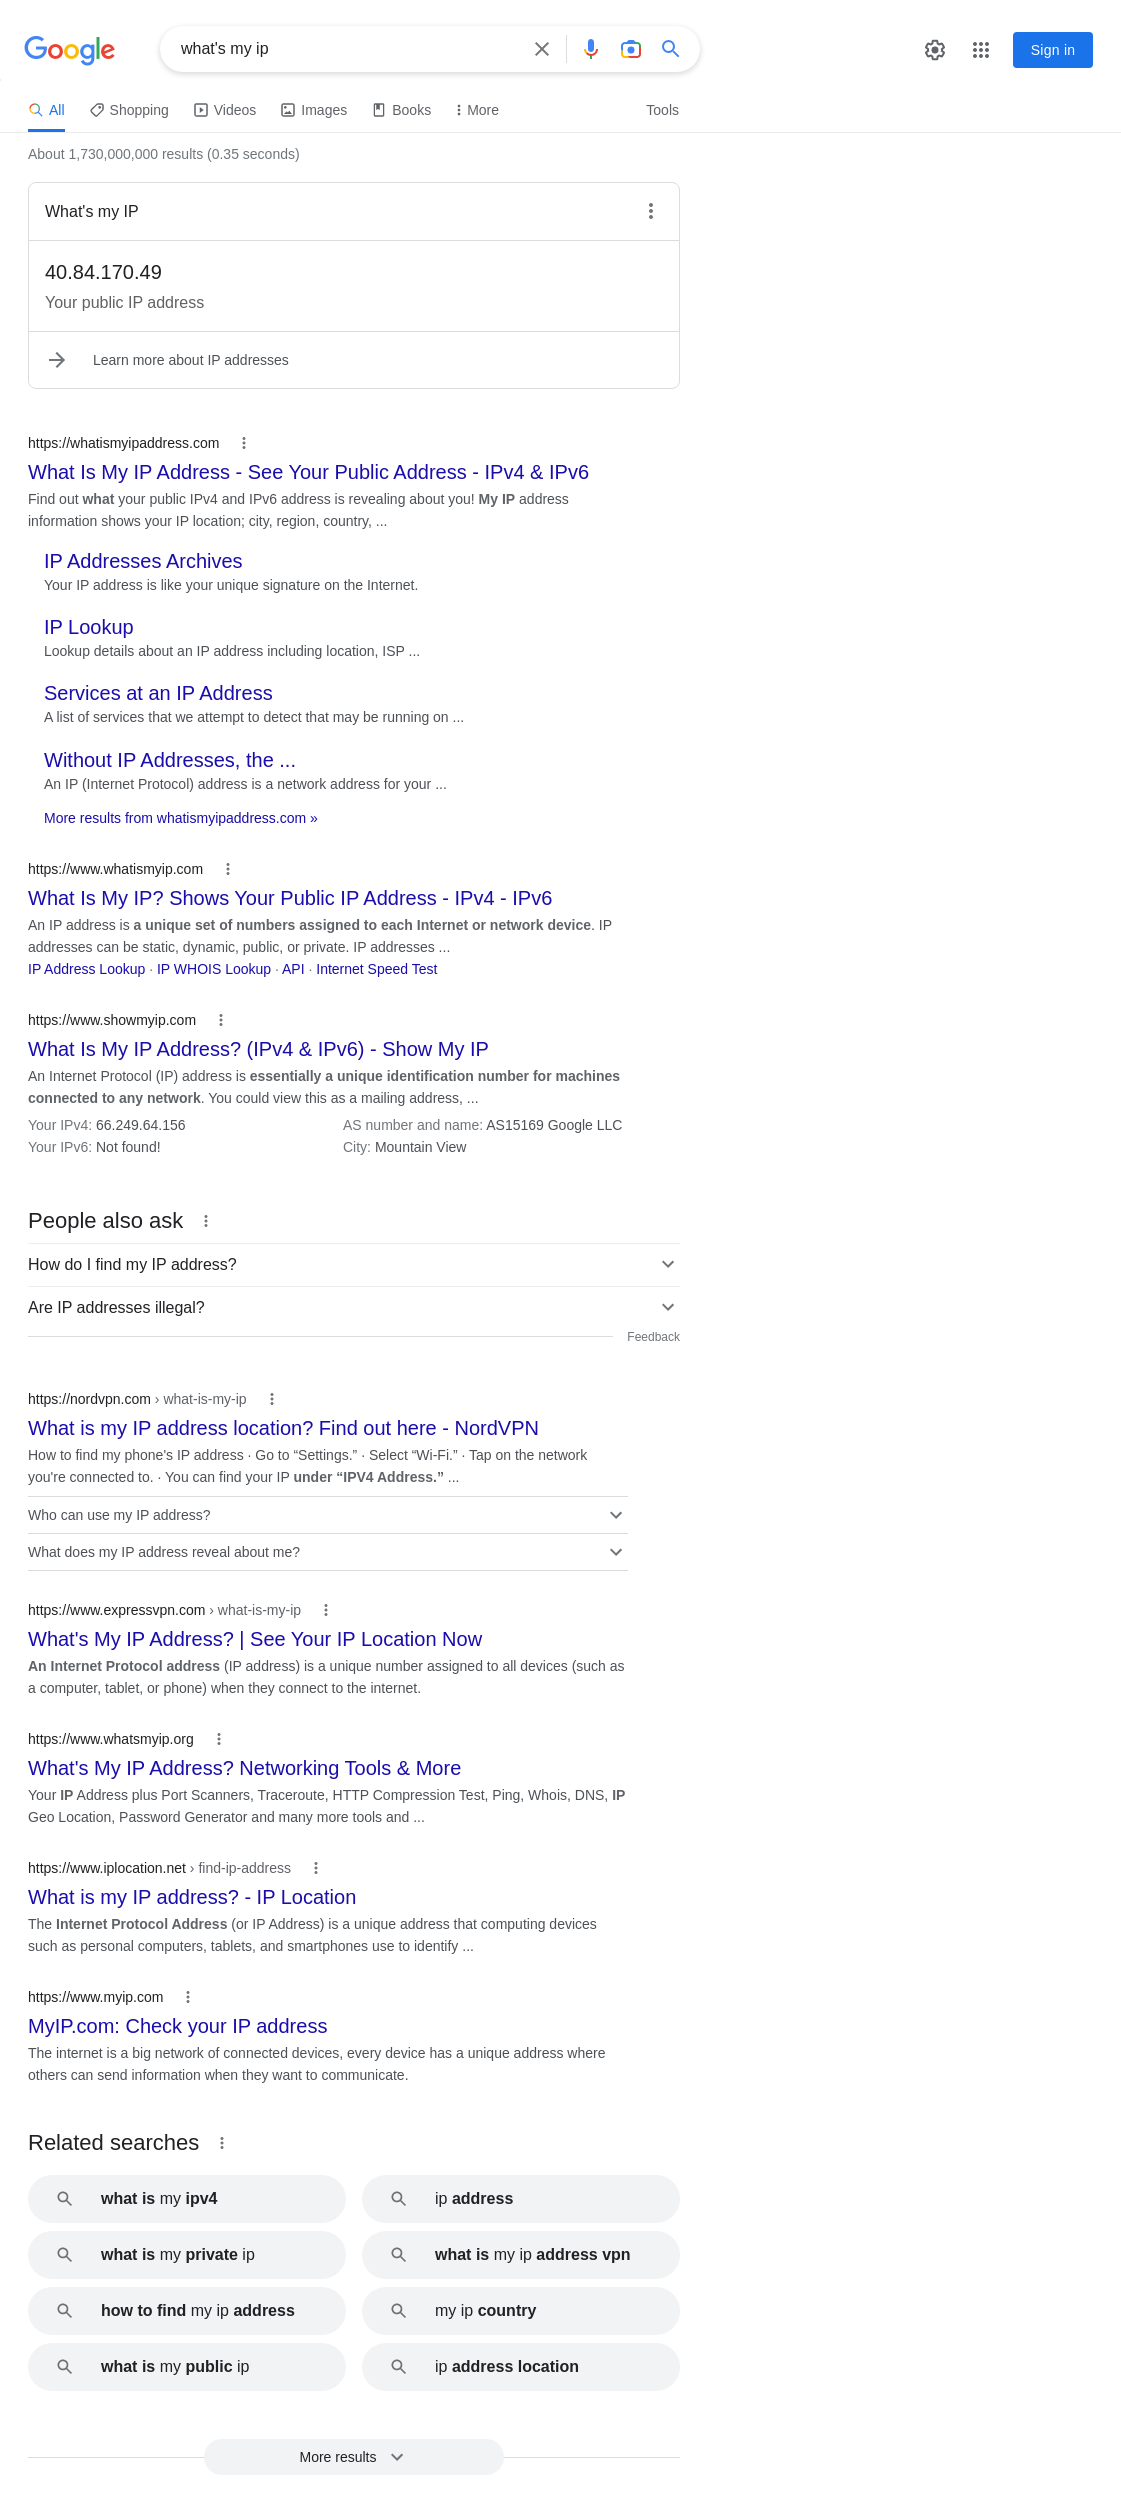 Google
what's my ip
Sign in
All
Shopping
Videos
Images
Books
More
Tools
About 1,730,000,000 results (0.35 seconds)
What's my IP
40.84.170.49
Your public IP address
Learn more about IP addresses
https://whatismyipaddress.com
What Is My IP Address - See Your Public Address - IPv4 & IPv6
Find out what your public IPv4 and IPv6 address is revealing about you! My IP address
information shows your IP location; city, region, country, ...
IP Addresses Archives
Your IP address is like your unique signature on the Internet.
IP Lookup
Lookup details about an IP address including location, ISP ...
Services at an IP Address
A list of services that we attempt to detect that may be running on ...
Without IP Addresses, the ...
An IP (Internet Protocol) address is a network address for your ...
More results from whatismyipaddress.com »
https://www.whatismyip.com
What Is My IP? Shows Your Public IP Address - IPv4 - IPv6
An IP address is a unique set of numbers assigned to each Internet or network device. IP
addresses can be static, dynamic, public, or private. IP addresses ...
IP Address Lookup · IP WHOIS Lookup · API · Internet Speed Test
https://www.showmyip.com
What Is My IP Address? (IPv4 & IPv6) - Show My IP
An Internet Protocol (IP) address is essentially a unique identification number for machines
connected to any network. You could view this as a mailing address, ...
Your IPv4: 66.249.64.156
AS number and name: AS15169 Google LLC
Your IPv6: Not found!
City: Mountain View
People also ask
How do I find my IP address?
Are IP addresses illegal?
Feedback
https://nordvpn.com › what-is-my-ip
What is my IP address location? Find out here - NordVPN
How to find my phone's IP address · Go to “Settings.” · Select “Wi-Fi.” · Tap on the network
you're connected to. · You can find your IP under “IPV4 Address.” ...
Who can use my IP address?
What does my IP address reveal about me?
https://www.expressvpn.com › what-is-my-ip
What's My IP Address? | See Your IP Location Now
An Internet Protocol address (IP address) is a unique number assigned to all devices (such as
a computer, tablet, or phone) when they connect to the internet.
https://www.whatsmyip.org
What's My IP Address? Networking Tools & More
Your IP Address plus Port Scanners, Traceroute, HTTP Compression Test, Ping, Whois, DNS, IP
Geo Location, Password Generator and many more tools and ...
https://www.iplocation.net › find-ip-address
What is my IP address? - IP Location
The Internet Protocol Address (or IP Address) is a unique address that computing devices
such as personal computers, tablets, and smartphones use to identify ...
https://www.myip.com
MyIP.com: Check your IP address
The internet is a big network of connected devices, every device has a unique address where
others can send information when they want to communicate.
Related searches
what is my ipv4
ip address
what is my private ip
what is my ip address vpn
how to find my ip address
my ip country
what is my public ip
ip address location
More results